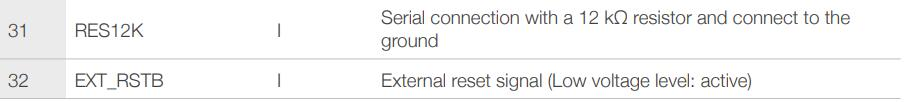 31 RES12K I Serial connection with a 12 kΩ resistor and connect to the
ground
32 EXT_RSTB I External reset signal (Low voltage level: active)